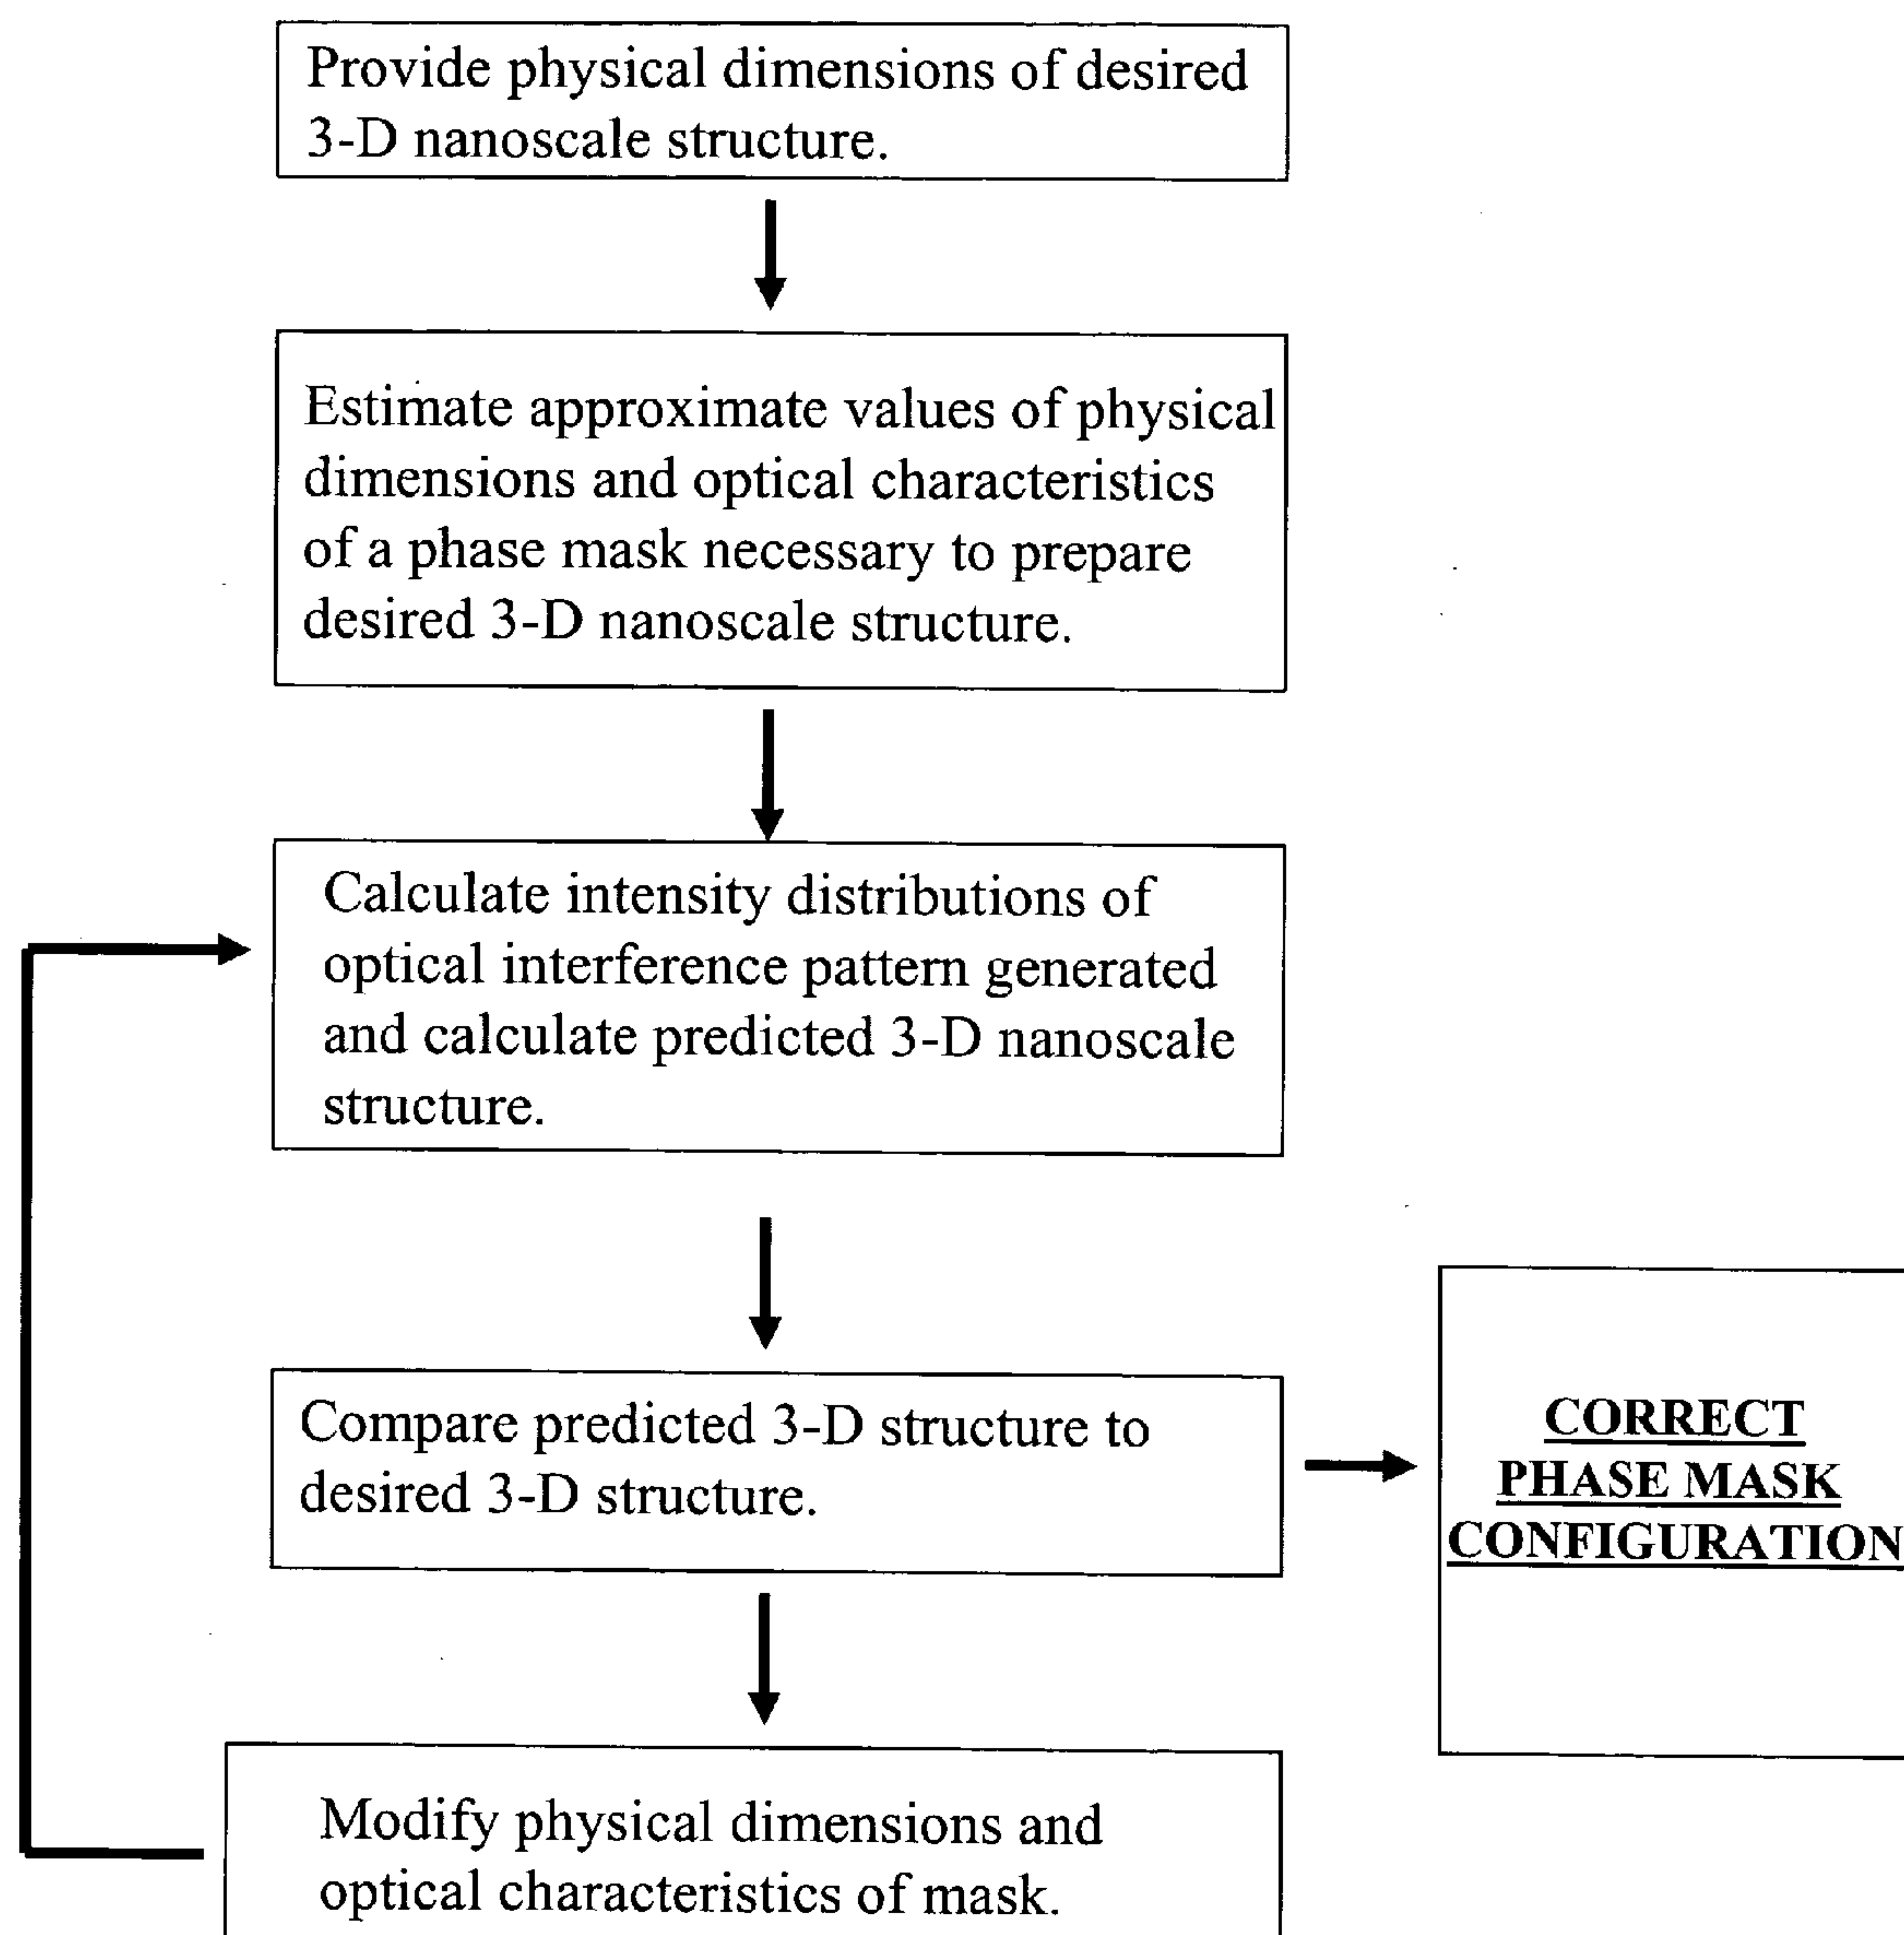 Provide physical dimensions of desired
3-D nanoscale structure.
Estimate approximate values of physical
dimensions and optical characteristics
of a phase mask necessary to prepare
desired 3-D nanoscale structure.
Calculate intensity distributions of
optical interference pattern generated
and calculate predicted 3-D nanoscale
structure.
Compare predicted 3-D structure to
desired 3-D structure.
CORRECT
PHASE MASK
CONFIGURATION
Modify physical dimensions and
optical characteristics of mask.